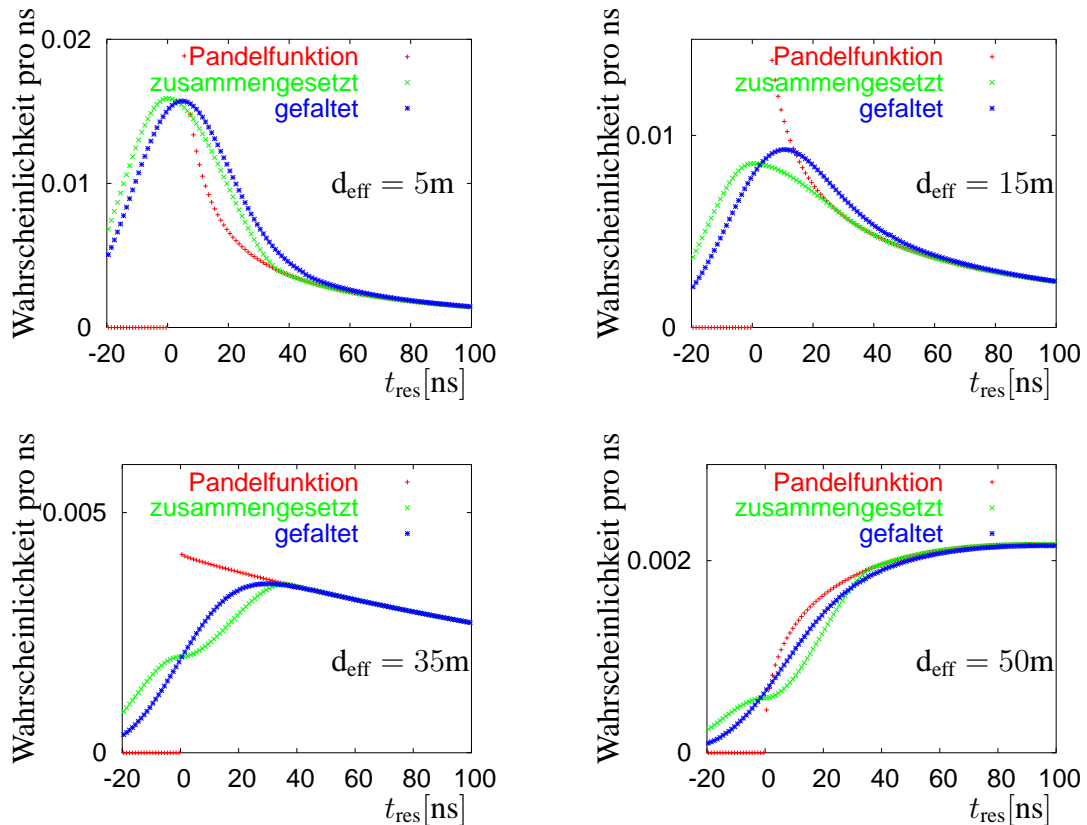 Wahrscheinlichkeit pro ns
0.02
0.01
0
Pandelfunktion
zusammengesetzt
gefaltet
d_eff = 5m
-20 0 20 40 60 80 100
t_res[ns]
Wahrscheinlichkeit pro ns
0.01
0
Pandelfunktion
zusammengesetzt
gefaltet
d_eff = 15m
-20 0 20 40 60 80 100
t_res[ns]
Wahrscheinlichkeit pro ns
0.005
0
Pandelfunktion
zusammengesetzt
gefaltet
d_eff = 35m
-20 0 20 40 60 80 100
t_res[ns]
Wahrscheinlichkeit pro ns
0.002
0
Pandelfunktion
zusammengesetzt
gefaltet
d_eff = 50m
-20 0 20 40 60 80 100
t_res[ns]